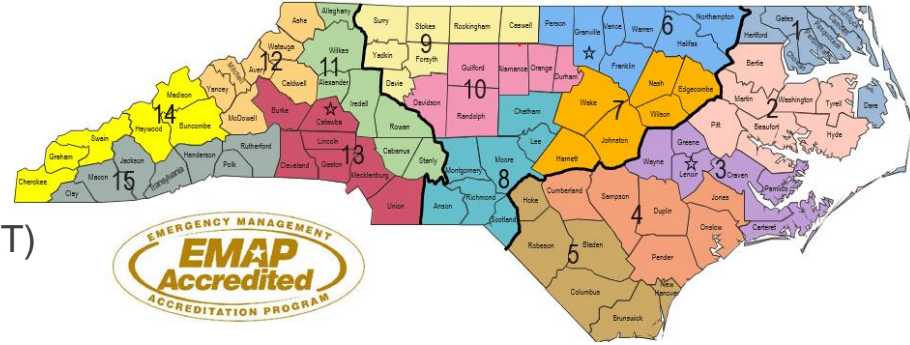 Alleghany
Ashe
Surry
Stokes
Rockingham
Caswell
Person
Granville
Vance
Warren
Northampton
Halifax
Hertford
Gates
6
1
9
Watauga
12
Wilkes
11
Yadkin
Forsyth
Guilford
Alamance
Orange
Durham
Franklin
Nash
Bertie
Mitchell
Avery
Caldwell
Alexander
Davie
10
Edgecombe
Martin
Washington
Tyrell
Dare
2
Madison
Yancey
14
McDowell
Burke
Catawba
Iredell
Davidson
Randolph
Chatham
Wake
7
Wilson
Pitt
Beaufort
Hyde
Swain
Haywood
Buncombe
Rowan
Lincoln
Lee
Johnston
Greene
Graham
Jackson
Henderson
Rutherford
13
Cabarrus
Stanly
Moore
Harnett
Wayne
Lenoir
3
Craven
Pamlico
Cherokee
Macon
15
Transylvania
Polk
Cleveland
Gaston
Mecklenburg
Montgomery
8
Clay
Union
Anson
Richmond
Scotland
Hoke
Cumberland
Sampson
Duplin
Jones
Carteret
4
Onslow
T)
EMERGENCY MANAGEMENT
EMAP
Accredited
ACCREDITATION PROGRAM
Robeson
Bladen
5
Pender
Columbus
New
Hanover
Brunswick